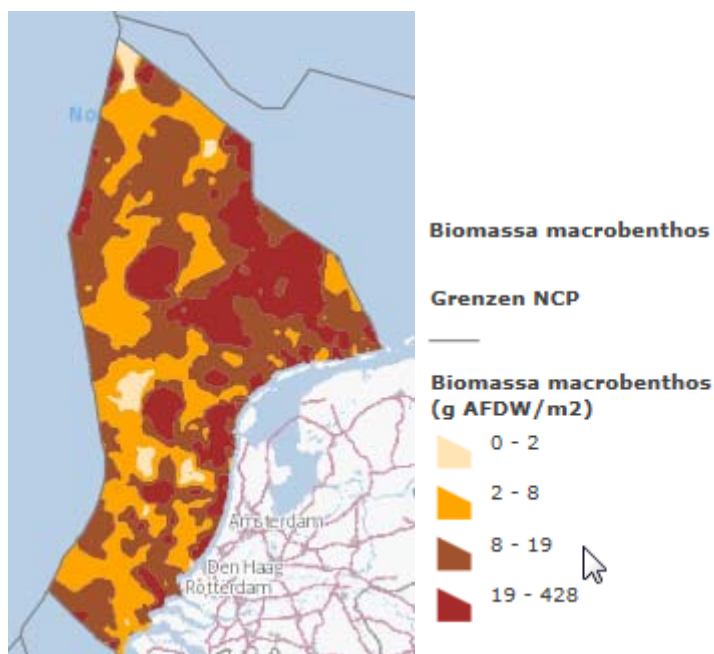 No
Amsterdam
Den Haag
Rotterdam
Biomassa macrobenthos
Grenzen NCP
Biomassa macrobenthos
(g AFDW/m2)
0 - 2
2 - 8
8 - 19
19 - 428